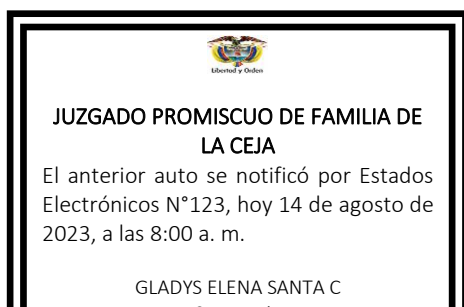 Libertad y Orden
JUZGADO PROMISCUO DE FAMILIA DE
LA CEJA
El anterior auto se notificó por Estados
Electrónicos N°123, hoy 14 de agosto de
2023, a las 8:00 a. m.
GLADYS ELENA SANTA C